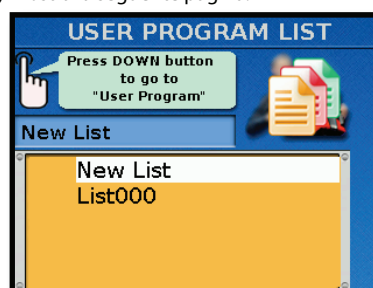 USER PROGRAM LIST
Press DOWN button
to go to
"User Program"
New List
New List
List000